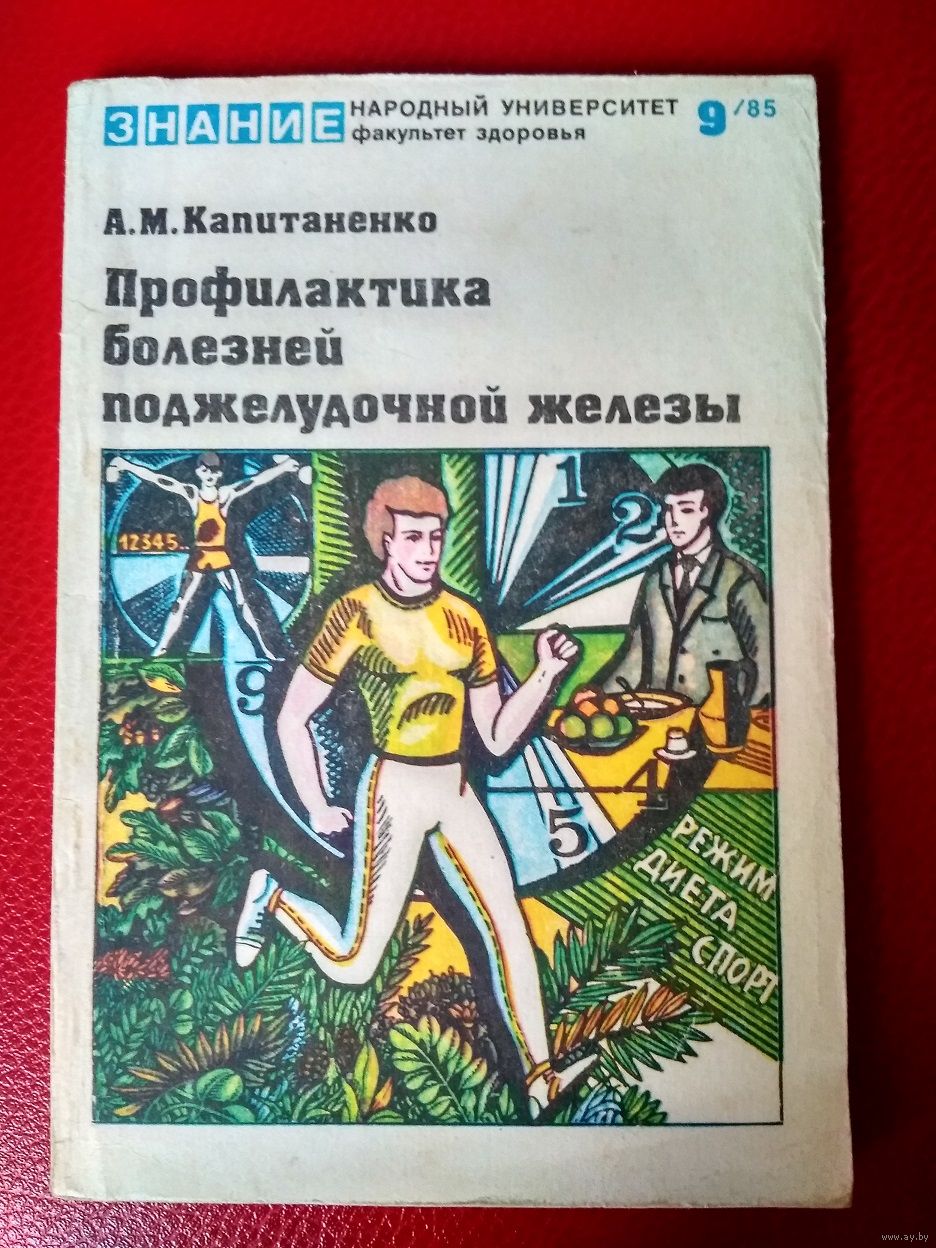 ЗНАНИЕ
НАРОДНЫЙ УНИВЕРСИТЕТ
факультет здоровья
9/85
А.М.Капитаненко
Профилактика
болезней
поджелудочной железы
12345..
1
2
9
4
5
РЕЖИМ
ДИЕТА
СПОРТ
www.ay.by